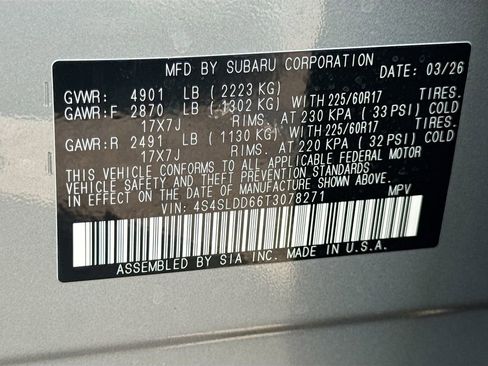 MFD BY SUBARU CORPORATION DATE: 03/26
GVWR: 4901 LB ( 2223 KG)
GAWR:F 2870 LB ( 1302 KG) WITH 225/60R17 TIRES.
17X7J RIMS. AT 230 KPA ( 33 PSI) COLD
GAWR:R 2491 LB ( 1130 KG) WITH 225/60R17 TIRES.
17X7J RIMS. AT 220 KPA ( 32 PSI) COLD
THIS VEHICLE CONFORMS TO ALL APPLICABLE FEDERAL MOTOR
VEHICLE SAFETY AND THEFT PREVENTION STANDARDS
IN EFFECT ON THE DATE OF MANUFACTURE SHOWN ABOVE.
VIN: 4S4SLDD66T3078271 MPV
ASSEMBLED BY SIA INC. MADE IN U.S.A.